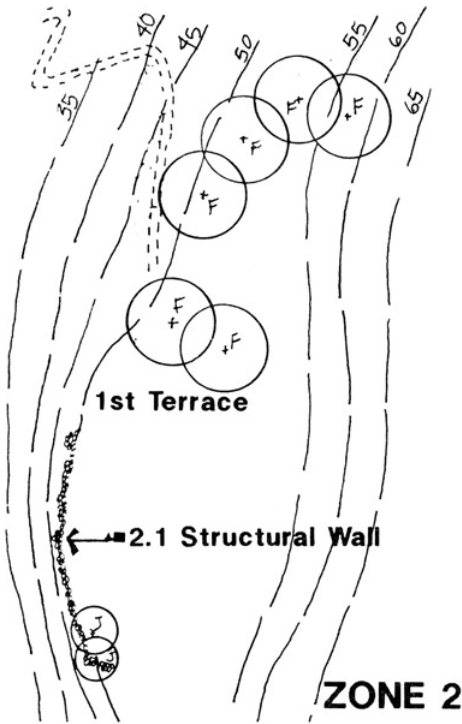 40
45
50
55
60
65
35
F
F
F
F
F
F
1st Terrace
2.1 Structural Wall
J
J
ZONE 2